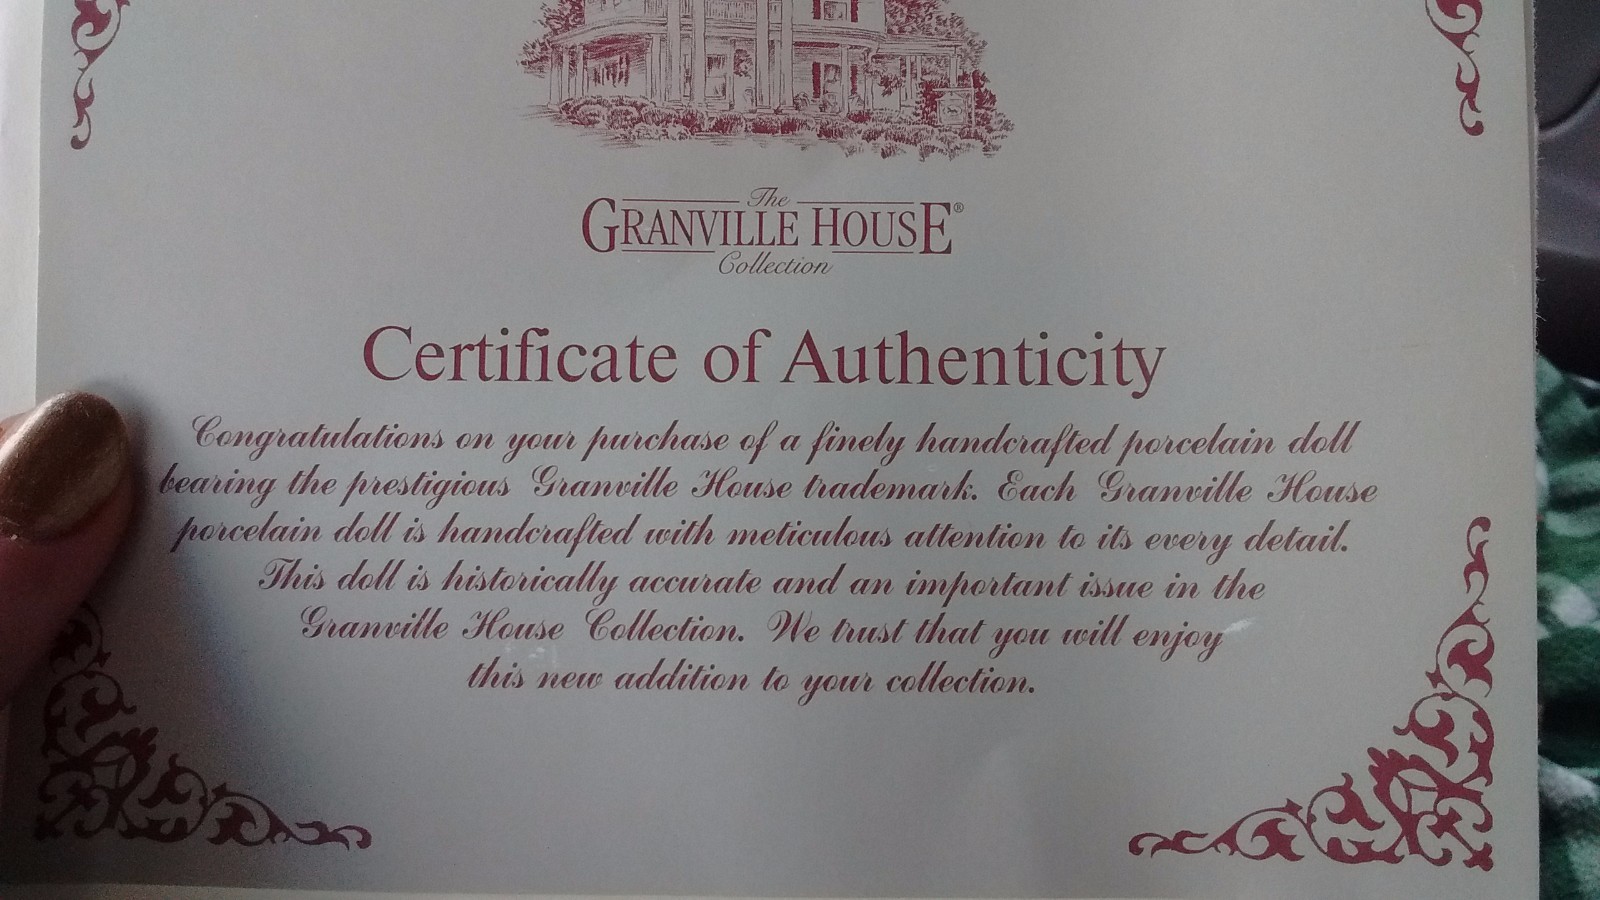 The
GRANVILLE HOUSE®
Collection
Certificate of Authenticity
Congratulations on your purchase of a finely handcrafted porcelain doll
bearing the prestigious Granville House trademark. Each Granville House
porcelain doll is handcrafted with meticulous attention to its every detail.
This doll is historically accurate and an important issue in the
Granville House Collection. We trust that you will enjoy
this new addition to your collection.